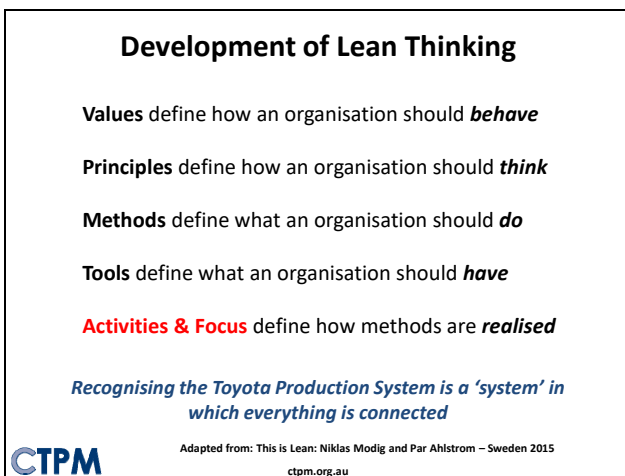 Development of Lean Thinking
Values define how an organisation should behave
Principles define how an organisation should think
Methods define what an organisation should do
Tools define what an organisation should have
Activities & Focus define how methods are realised
Recognising the Toyota Production System is a ‘system’ in
which everything is connected
Adapted from: This is Lean: Niklas Modig and Par Ahlstrom – Sweden 2015
CTPM
ctpm.org.au